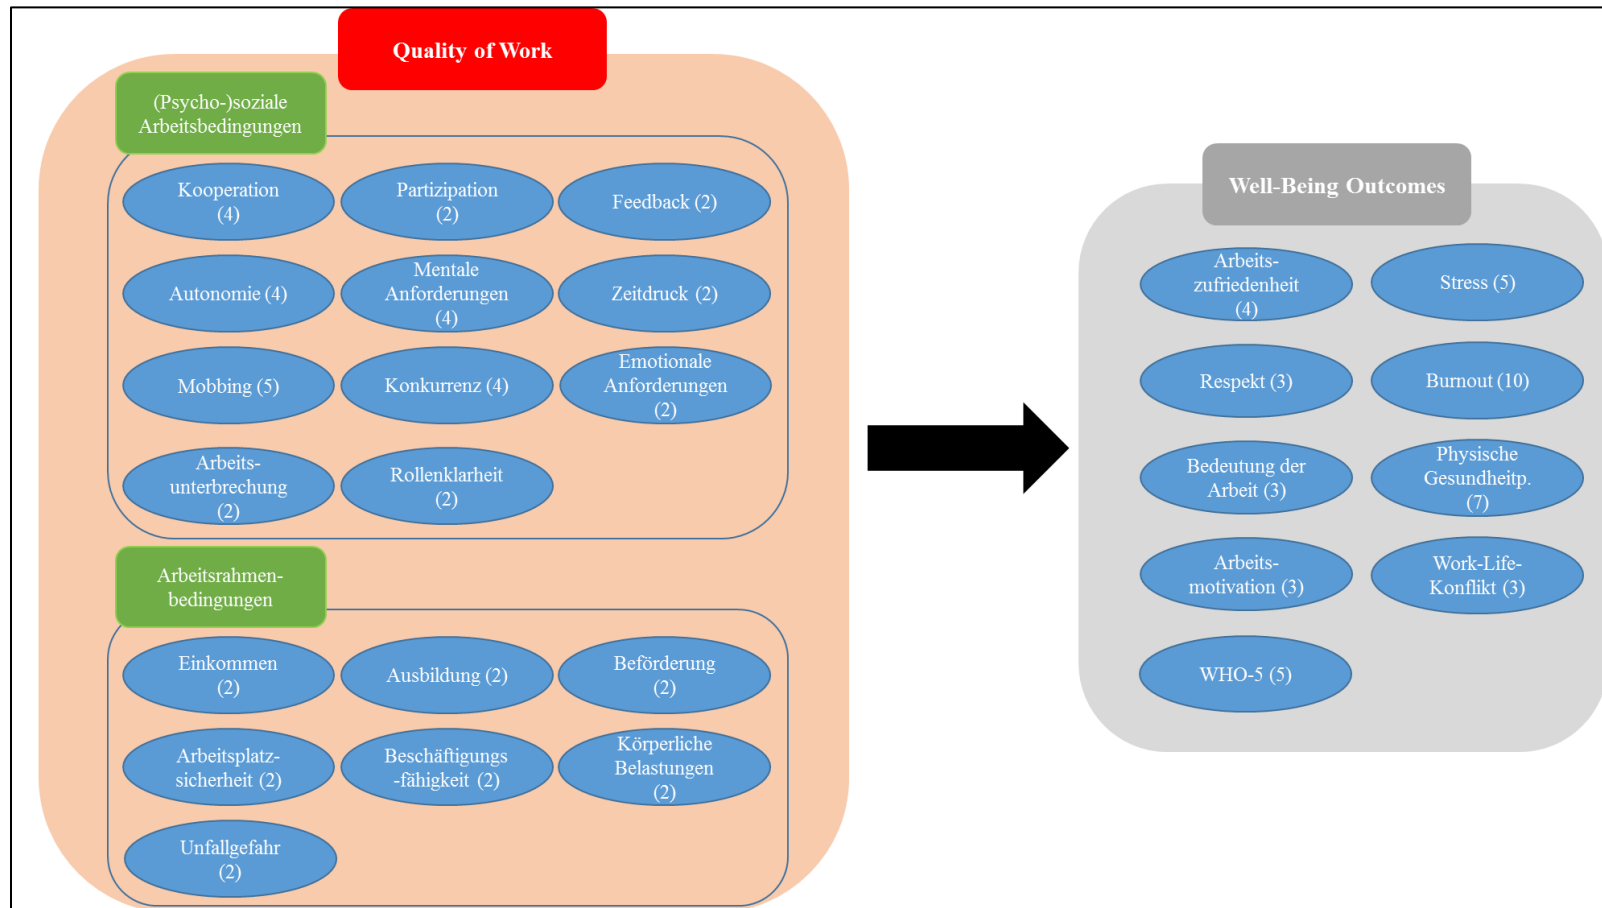 Quality of Work
(Psycho-)soziale
Arbeitsbedingungen
Kooperation
(4)
Partizipation
(2)
Feedback (2)
Autonomie (4)
Mentale
Anforderungen
(4)
Zeitdruck (2)
Mobbing (5)
Konkurrenz (4)
Emotionale
Anforderungen
(2)
Arbeits-
unterbrechung
(2)
Rollenklarheit
(2)
Arbeitsrahmen-
bedingungen
Einkommen
(2)
Ausbildung (2)
Beförderung
(2)
Arbeitsplatz-
sicherheit (2)
Beschäftigungs
-fähigkeit (2)
Körperliche
Belastungen
(2)
Unfallgefahr
(2)
Well-Being Outcomes
Arbeits-
zufriedenheit
(4)
Stress (5)
Respekt (3)
Burnout (10)
Bedeutung der
Arbeit (3)
Physische
Gesundheitp.
(7)
Arbeits-
motivation (3)
Work-Life-
Konflikt (3)
WHO-5 (5)